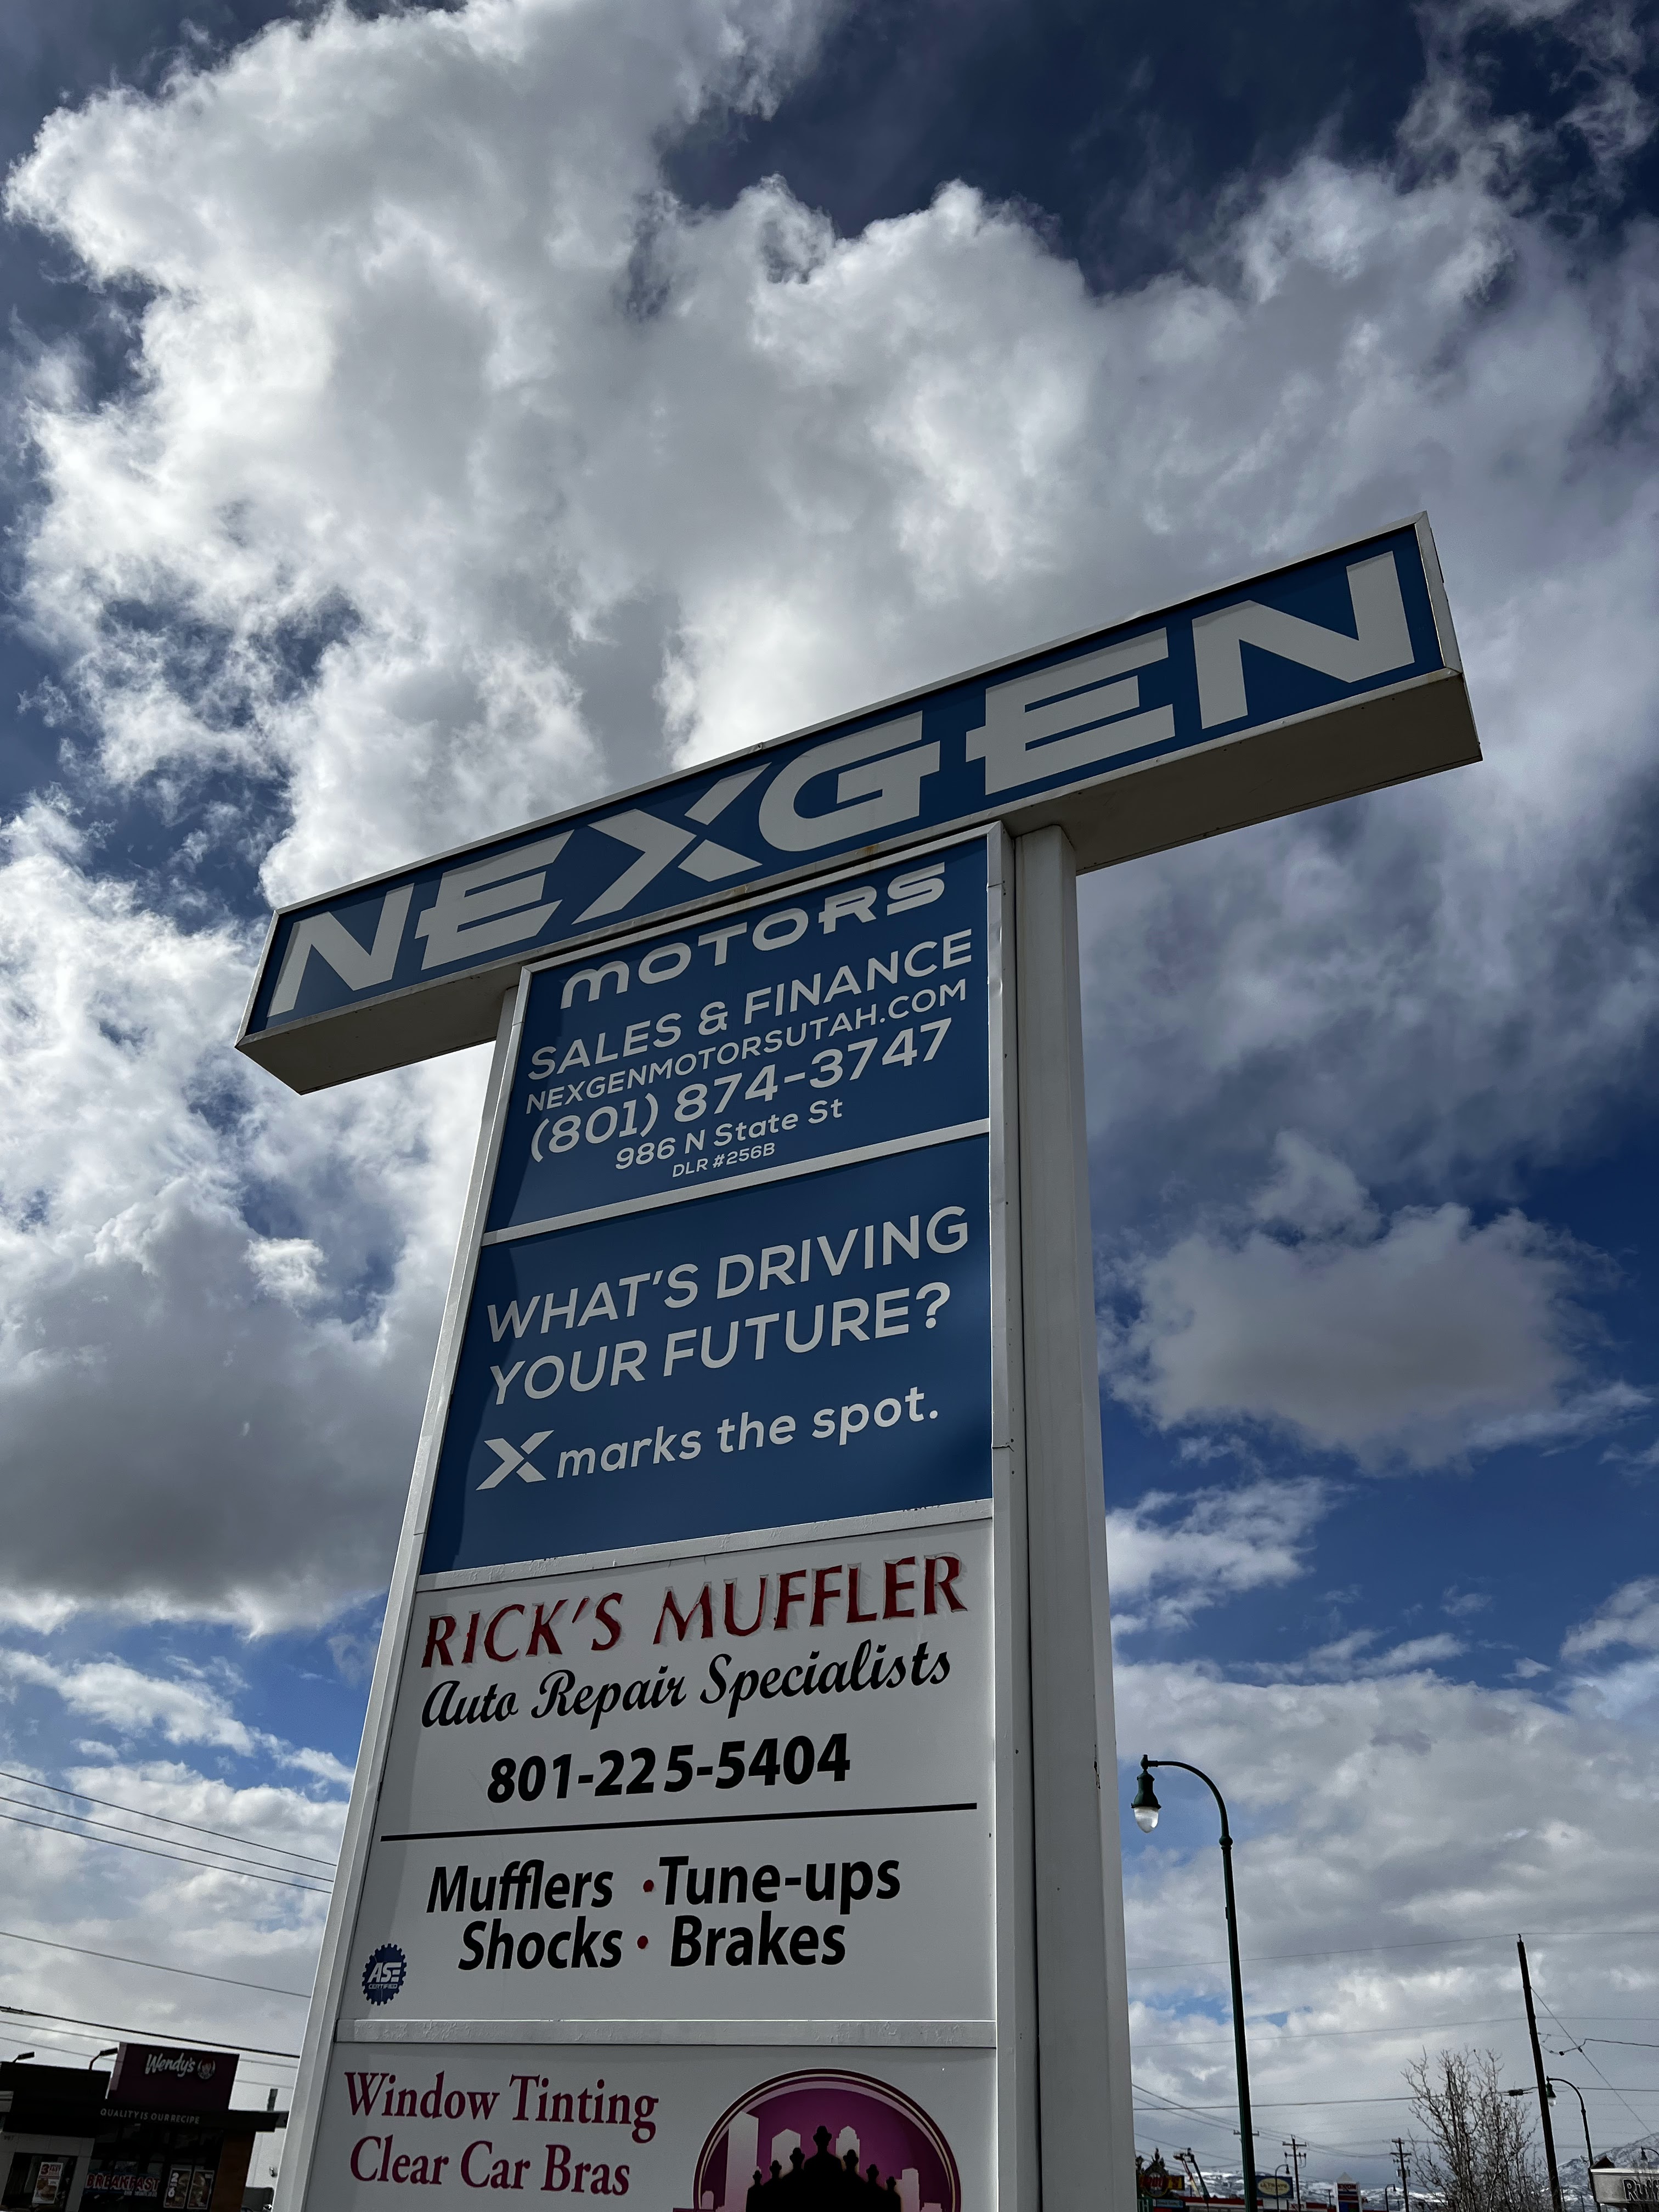 NEXGEN
MOTORS
SALES & FINANCE
NEXGENMOTORSUTAH.COM
(801) 874-3747
986 N State St
DLR #256B
WHAT'S DRIVING
YOUR FUTURE?
X marks the spot.
RICK'S MUFFLER
Auto Repair Specialists
801-225-5404
Mufflers • Tune-ups
Shocks • Brakes
ASE
CERTIFIED
Window Tinting
Clear Car Bras
Wendy's
QUALITY IS OUR RECIPE
BREAKFAST